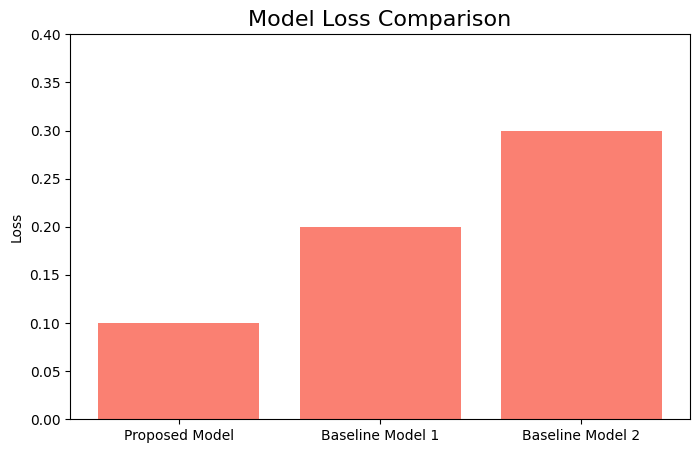 Model Loss Comparison
0.40
0.35
0.30
0.25
0.20
0.15
0.10
0.05
0.00
Loss
Proposed Model
Baseline Model 1
Baseline Model 2